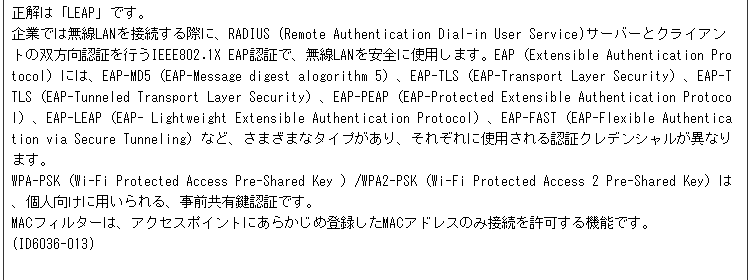 正解は「LEAP」です。
企業では無線LANを接続する際に、RADIUS (Remote Authentication Dial-in User Service)サーバーとクライアン
トの双方向認証を行うIEEE802.1X EAP認証で、無線LANを安全に使用します。EAP (Extensible Authentication Pro
tocol) には、EAP-MD5 (EAP-Message digest alogorithm 5) 、EAP-TLS (EAP-Transport Layer Security) 、EAP-T
TLS (EAP-Tunneled Transport Layer Security) 、EAP-PEAP (EAP-Protected Extensible Authentication Protoco
l) 、EAP-LEAP (EAP- Lightweight Extensible Authentication Protocol) 、EAP-FAST (EAP-Flexible Authentica
tion via Secure Tunneling) など、さまざまなタイプがあり、それぞれに使用される認証クレデンシャルが異なり
ます。
WPA-PSK (Wi-Fi Protected Access Pre-Shared Key ) /WPA2-PSK (Wi-Fi Protected Access 2 Pre-Shared Key) は
、個人向けに用いられる、事前共有鍵認証です。
MACフィルターは、アクセスポイントにあらかじめ登録したMACアドレスのみ接続を許可する機能です。
(ID6036-013)